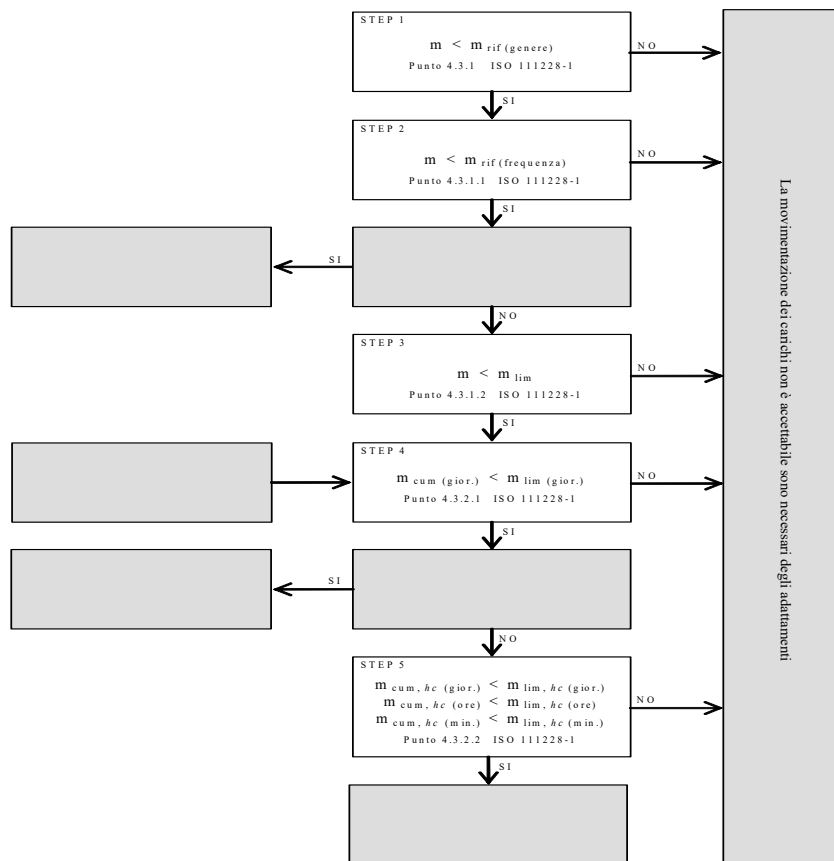 STEP 1
m < m rif (genere)
Punto 4.3.1 ISO 111228-1
NO
SI
STEP 2
m < m rif (frequenza)
Punto 4.3.1.1 ISO 111228-1
NO
SI
SI
NO
STEP 3
m < m lim
Punto 4.3.1.2 ISO 111228-1
NO
SI
STEP 4
m cum (gior.) < m lim (gior.)
Punto 4.3.2.1 ISO 111228-1
NO
SI
SI
NO
STEP 5
m cum, hc (gior.) < m lim, hc (gior.)
m cum, hc (ore) < m lim, hc (ore)
m cum, hc (min.) < m lim, hc (min.)
Punto 4.3.2.2 ISO 111228-1
NO
SI
La movimentazione dei carichi non è accettabile sono necessari degli adattamenti